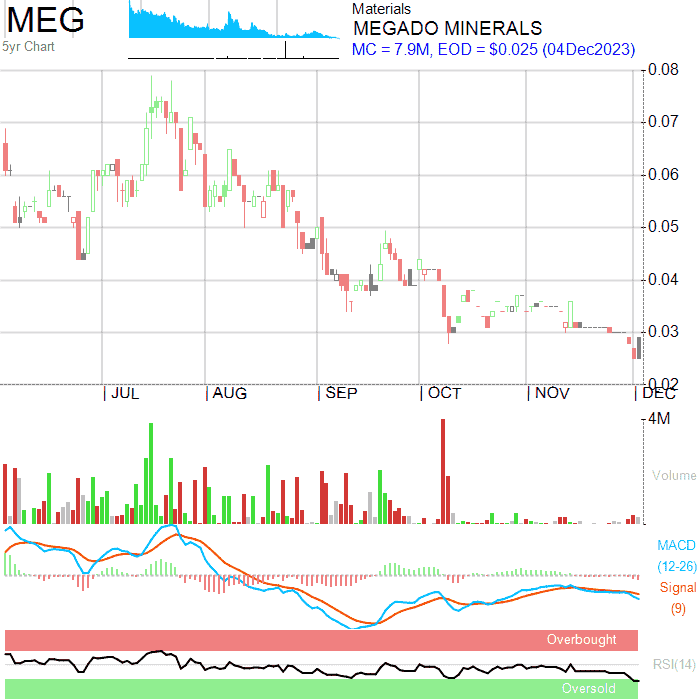 MEG
5yr Chart
Materials
MEGADO MINERALS
MC = 7.9M, EOD = $0.025 (04Dec2023)
0.08
0.07
0.06
0.05
0.04
0.03
0.02
JUL AUG SEP OCT NOV DEC
4M
Volume
MACD
(12-26)
Signal
(9)
Overbought
RSI(14)
Oversold